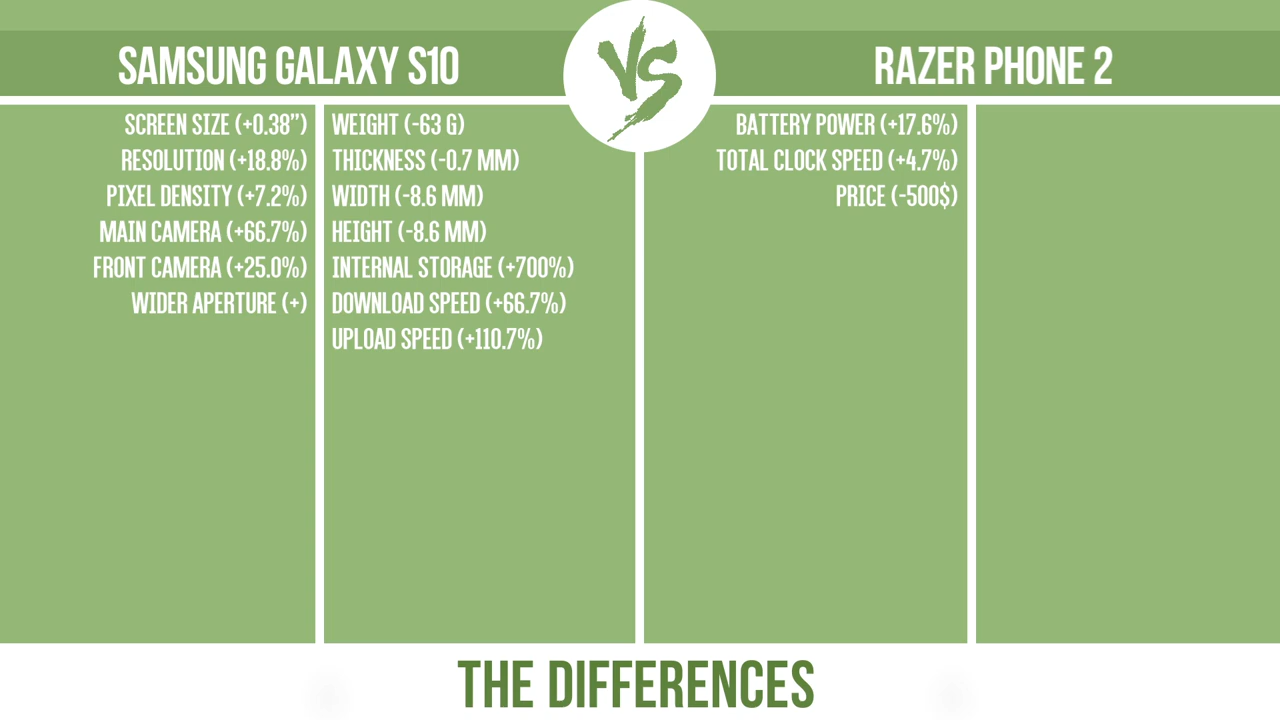 SAMSUNG GALAXY S10
VS
RAZER PHONE 2
SCREEN SIZE (+0.38”)
RESOLUTION (+18.8%)
PIXEL DENSITY (+7.2%)
MAIN CAMERA (+66.7%)
FRONT CAMERA (+25.0%)
WIDER APERTURE (+)
WEIGHT (-63 G)
THICKNESS (-0.7 MM)
WIDTH (-8.6 MM)
HEIGHT (-8.6 MM)
INTERNAL STORAGE (+700%)
DOWNLOAD SPEED (+66.7%)
UPLOAD SPEED (+110.7%)
BATTERY POWER (+17.6%)
TOTAL CLOCK SPEED (+4.7%)
PRICE (-500$)
THE DIFFERENCES